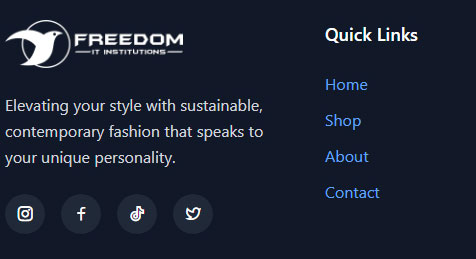 FREEDOM
IT INSTITUTIONS
Elevating your style with sustainable,
contemporary fashion that speaks to
your unique personality.
Quick Links
Home
Shop
About
Contact